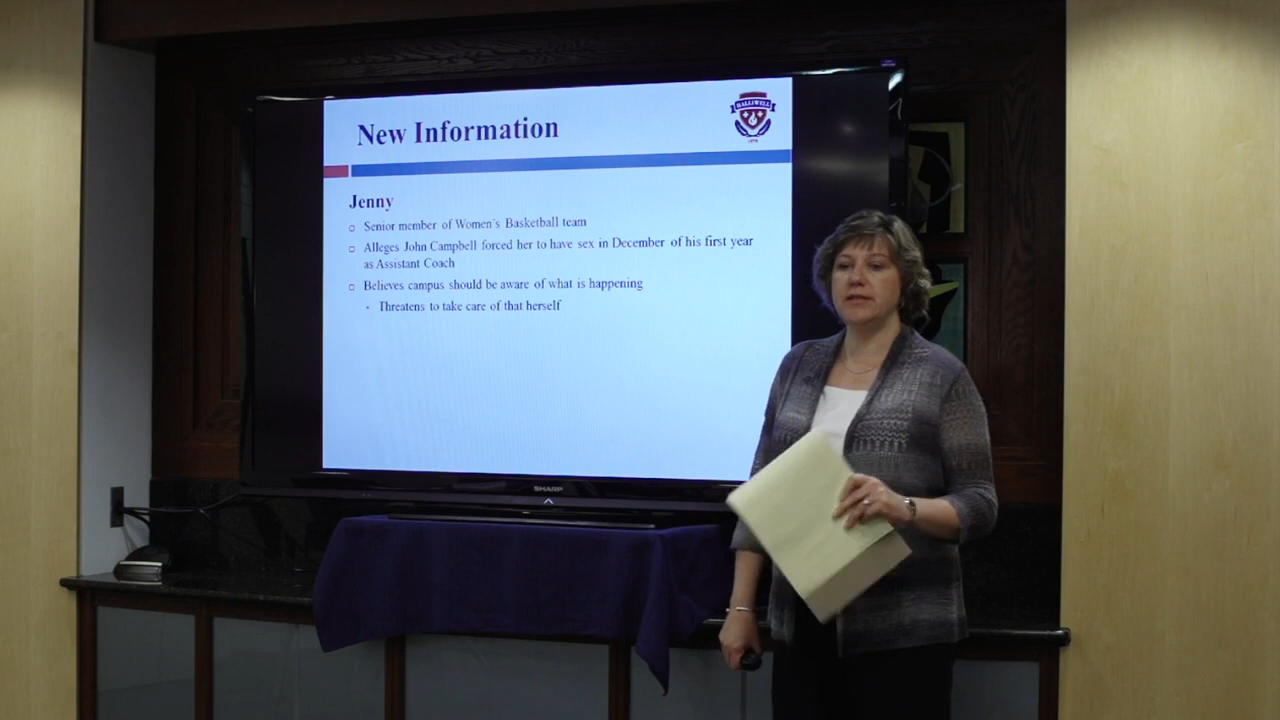 HALLIWELL
New Information
Jenny
Senior member of Women's Basketball team
Alleges John Campbell forced her to have sex in December of his first year
as Assistant Coach
Believes campus should be aware of what is happening
Threatens to take care of that herself
SHARP